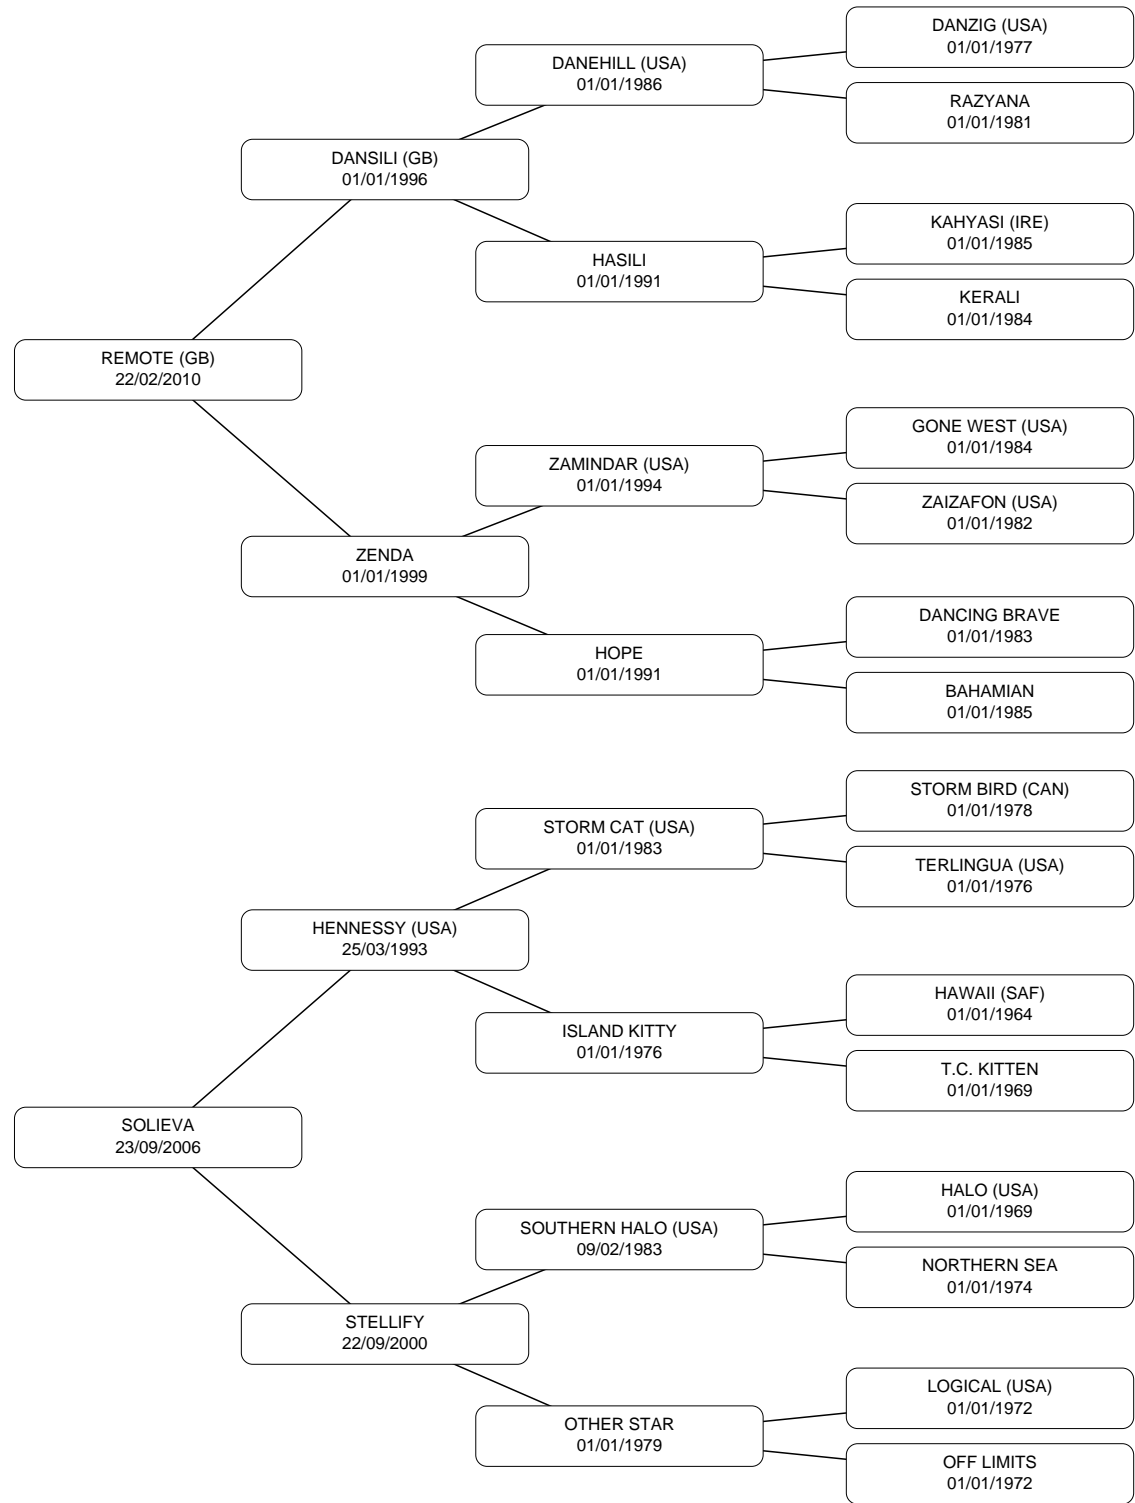 DANZIG (USA)
01/01/1977
DANEHILL (USA)
01/01/1986
RAZYANA
01/01/1981
DANSILI (GB)
01/01/1996
KAHYASI (IRE)
01/01/1985
HASILI
01/01/1991
KERALI
01/01/1984
REMOTE (GB)
22/02/2010
GONE WEST (USA)
01/01/1984
ZAMINDAR (USA)
01/01/1994
ZAIZAFON (USA)
01/01/1982
ZENDA
01/01/1999
DANCING BRAVE
01/01/1983
HOPE
01/01/1991
BAHAMIAN
01/01/1985
STORM BIRD (CAN)
01/01/1978
STORM CAT (USA)
01/01/1983
TERLINGUA (USA)
01/01/1976
HENNESSY (USA)
25/03/1993
HAWAII (SAF)
01/01/1964
ISLAND KITTY
01/01/1976
T.C. KITTEN
01/01/1969
SOLIEVA
23/09/2006
HALO (USA)
01/01/1969
SOUTHERN HALO (USA)
09/02/1983
NORTHERN SEA
01/01/1974
STELLIFY
22/09/2000
LOGICAL (USA)
01/01/1972
OTHER STAR
01/01/1979
OFF LIMITS
01/01/1972